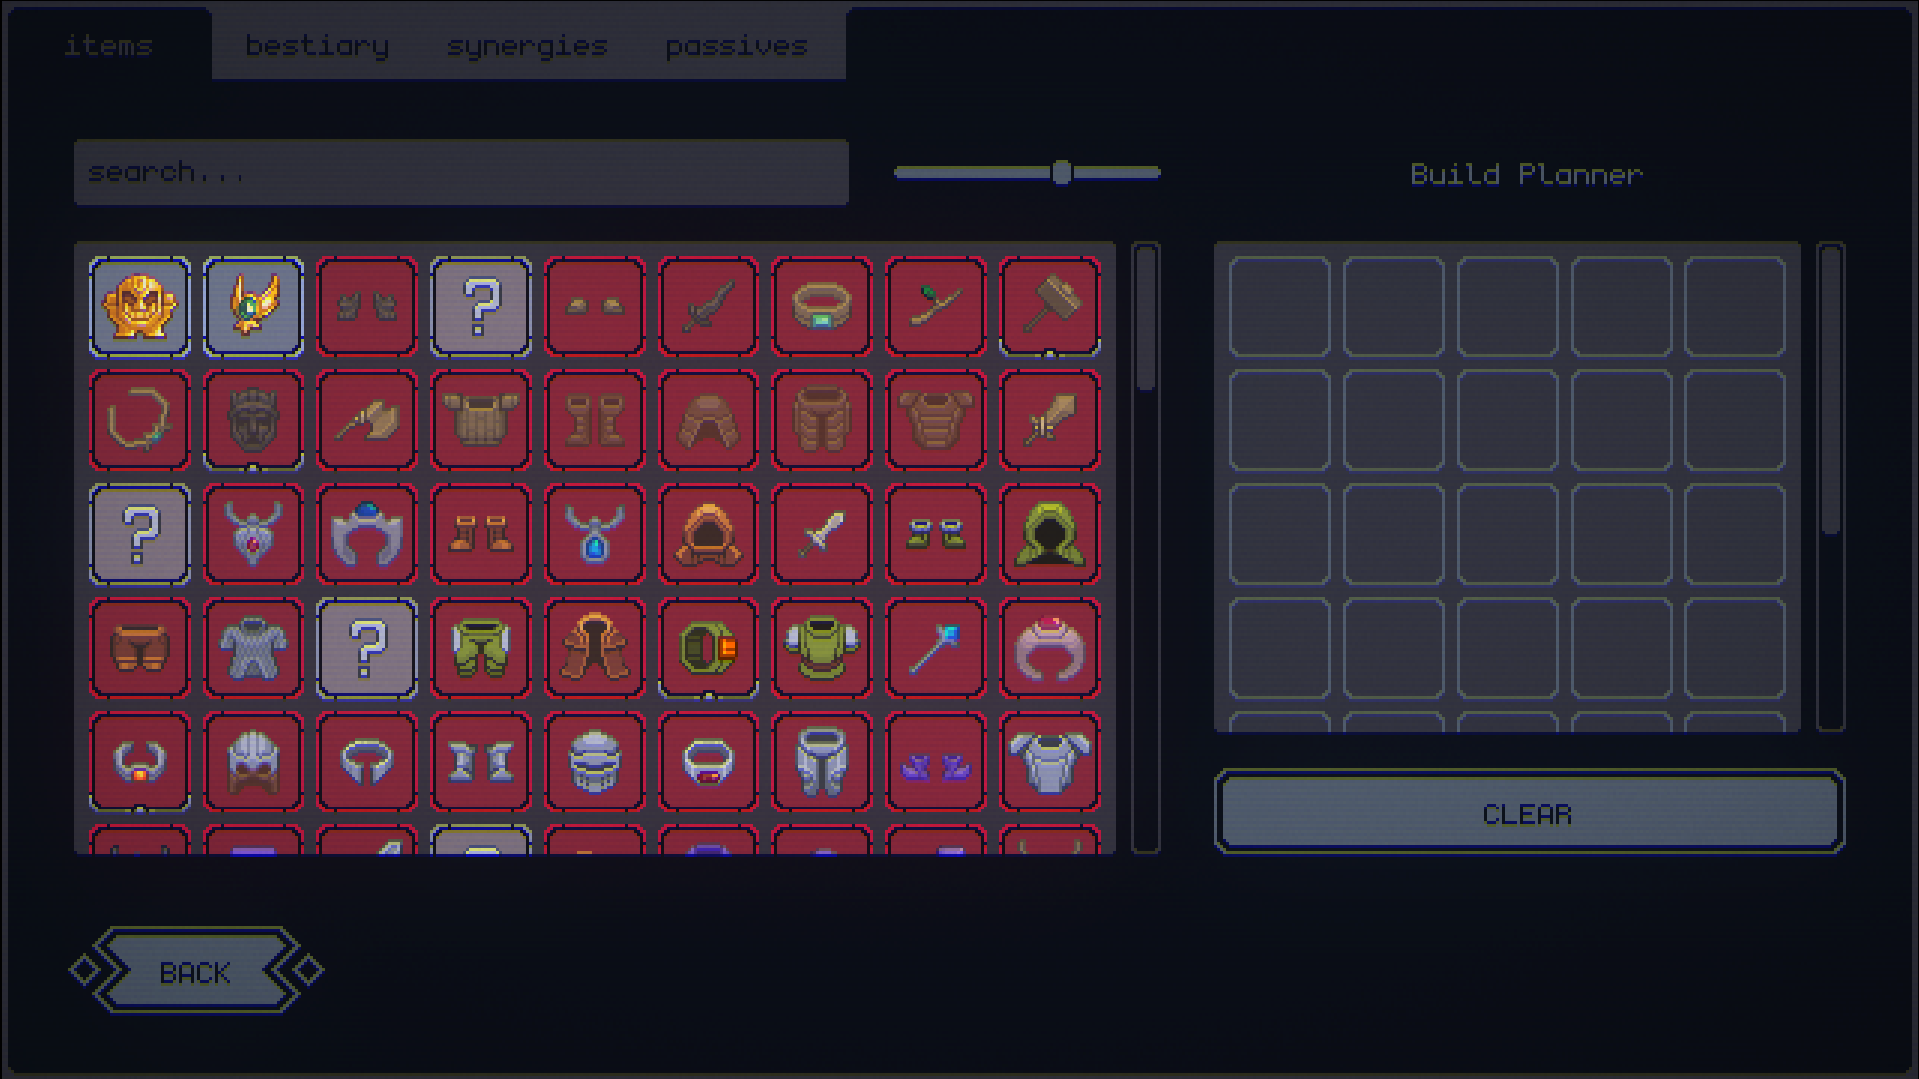 items bestiary synergies passives
search...
Build Planner
?
?
?
CLEAR
BACK